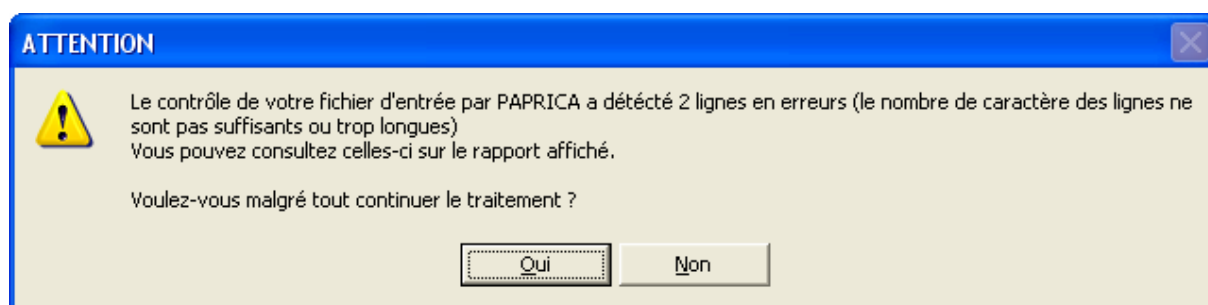 ATTENTION
Le contrôle de votre fichier d'entrée par PAPRICA a détécté 2 lignes en erreurs (le nombre de caractère des lignes ne
sont pas suffisants ou trop longues)
Vous pouvez consultez celles-ci sur le rapport affiché.
Voulez-vous malgré tout continuer le traitement ?
Oui
Non